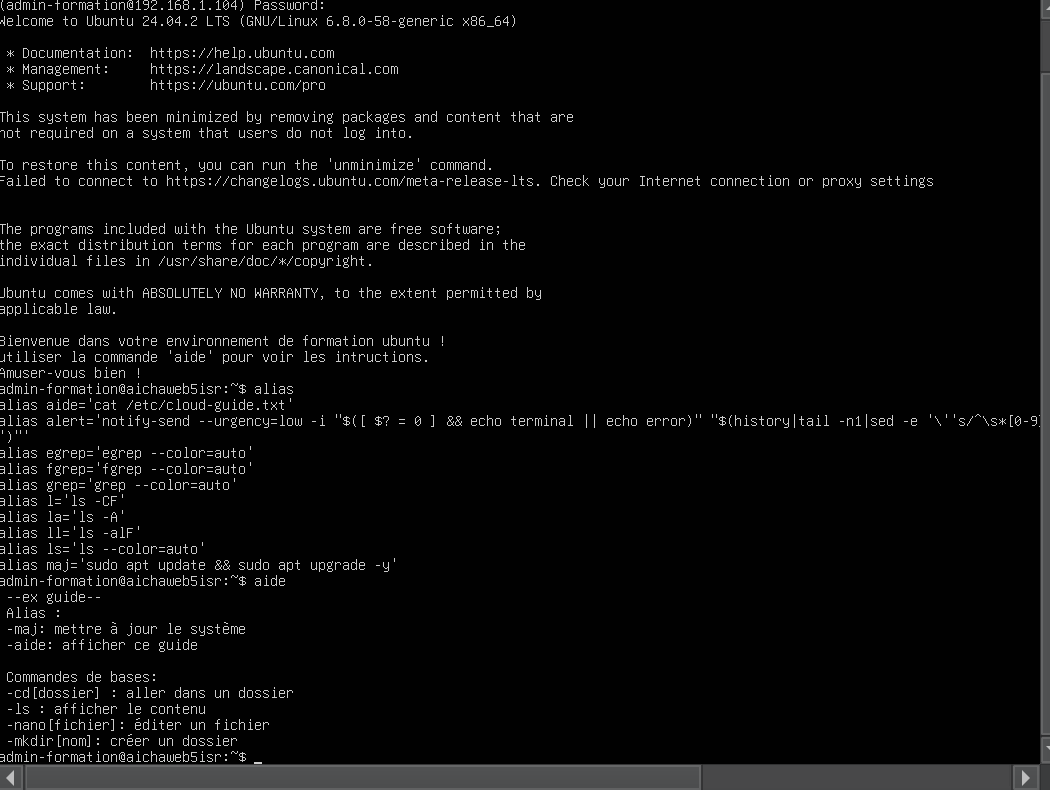 (admin-formation@192.168.1.104) Password:
Welcome to Ubuntu 24.04.2 LTS (GNU/Linux 6.8.0-58-generic x86_64)
* Documentation:  https://help.ubuntu.com
* Management:     https://landscape.canonical.com
* Support:        https://ubuntu.com/pro
This system has been minimized by removing packages and content that are
not required on a system that users do not log into.
To restore this content, you can run the 'unminimize' command.
Failed to connect to https://changelogs.ubuntu.com/meta-release-lts. Check your Internet connection or proxy settings
The programs included with the Ubuntu system are free software;
the exact distribution terms for each program are described in the
individual files in /usr/share/doc/*/copyright.
Ubuntu comes with ABSOLUTELY NO WARRANTY, to the extent permitted by
applicable law.
Bienvenue dans votre environnement de formation ubuntu !
utiliser la commande 'aide' pour voir les intructions.
Amuser-vous bien !
admin-formation@aichaweb5isr:~$ alias
alias aide='cat /etc/cloud-guide.txt'
alias alert='notify-send --urgency=low -i "$([ $? = 0 ] && echo terminal || echo error)" "$(history|tail -n1|sed -e '\''s/^\s*[0-9]
')"'
alias egrep='egrep --color=auto'
alias fgrep='fgrep --color=auto'
alias grep='grep --color=auto'
alias l='ls -CF'
alias la='ls -A'
alias ll='ls -alF'
alias ls='ls --color=auto'
alias maj='sudo apt update && sudo apt upgrade -y'
admin-formation@aichaweb5isr:~$ aide
--ex guide--
Alias :
-maj: mettre à jour le système
-aide: afficher ce guide
Commandes de bases:
-cd[dossier] : aller dans un dossier
-ls : afficher le contenu
-nano[fichier]: éditer un fichier
-mkdir[nom]: créer un dossier
admin-formation@aichaweb5isr:~$ _